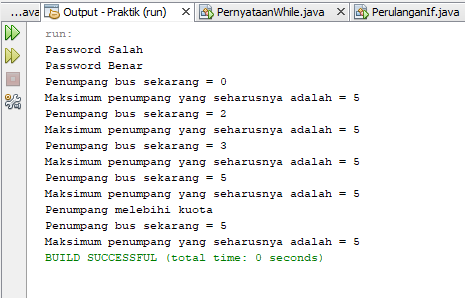 ...ava
Output - Praktik (run)
PernyataanWhile.java
PerulanganIf.java
run:
Password Salah
Password Benar
Penumpang bus sekarang = 0
Maksimum penumpang yang seharusnya adalah = 5
Penumpang bus sekarang = 2
Maksimum penumpang yang seharusnya adalah = 5
Penumpang bus sekarang = 3
Maksimum penumpang yang seharusnya adalah = 5
Penumpang bus sekarang = 5
Maksimum penumpang yang seharusnya adalah = 5
Penumpang melebihi kuota
Penumpang bus sekarang = 5
Maksimum penumpang yang seharusnya adalah = 5
BUILD SUCCESSFUL (total time: 0 seconds)